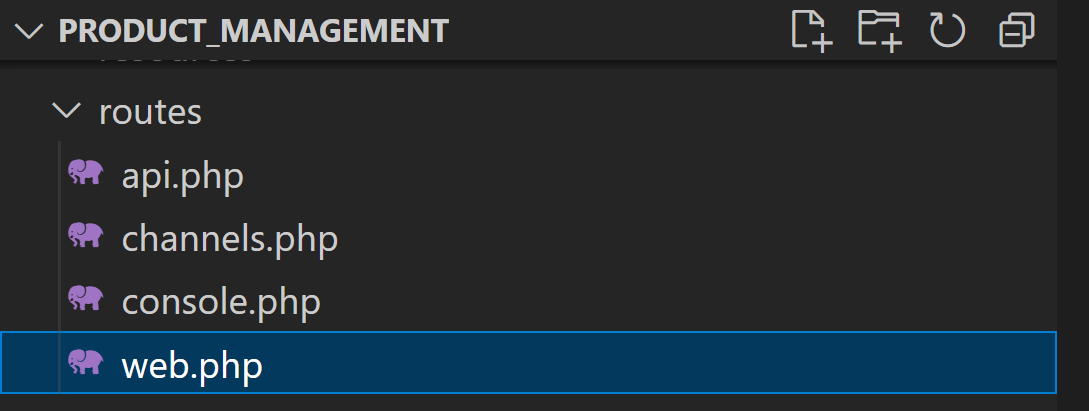 PRODUCT_MANAGEMENT
routes
api.php
channels.php
console.php
web.php